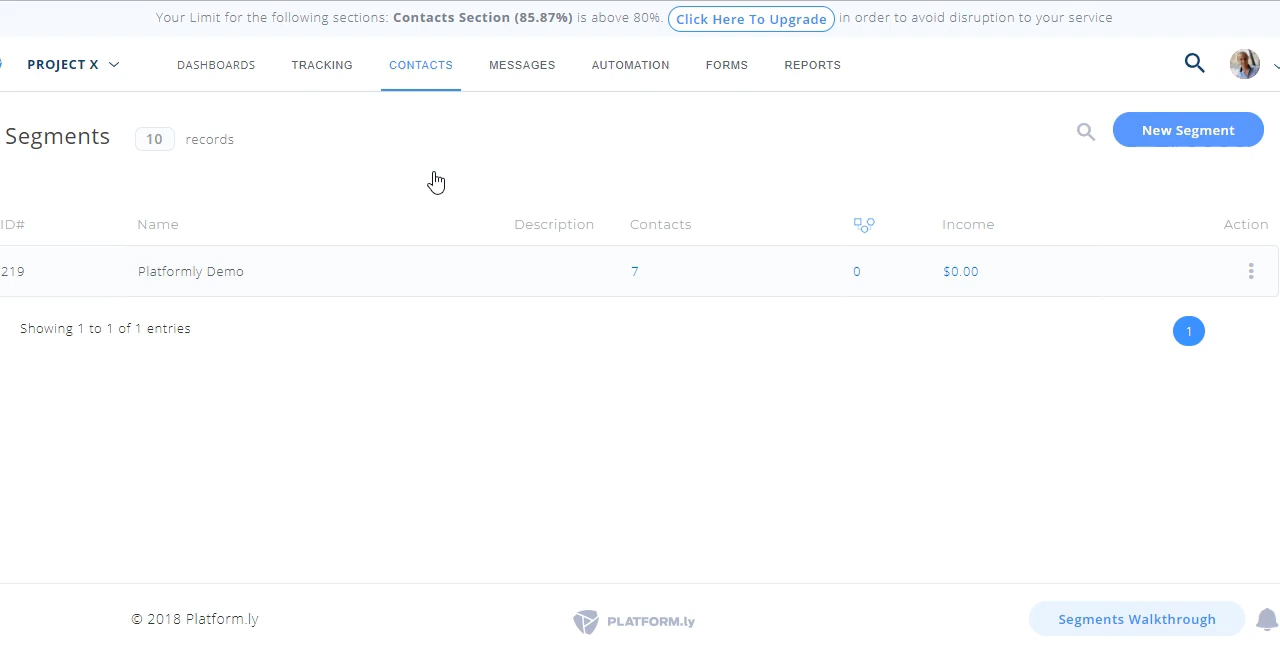 Your Limit for the following sections: Contacts Section (85.87%) is above 80%. Click Here To Upgrade in order to avoid disruption to your service
PROJECT X DASHBOARDS TRACKING CONTACTS MESSAGES AUTOMATION FORMS REPORTS
Segments 10 records New Segment
ID# Name Description Contacts Income Action
219 Platformly Demo 7 0 $0.00
Showing 1 to 1 of 1 entries 1
© 2018 Platform.ly PLATFORM.ly Segments Walkthrough